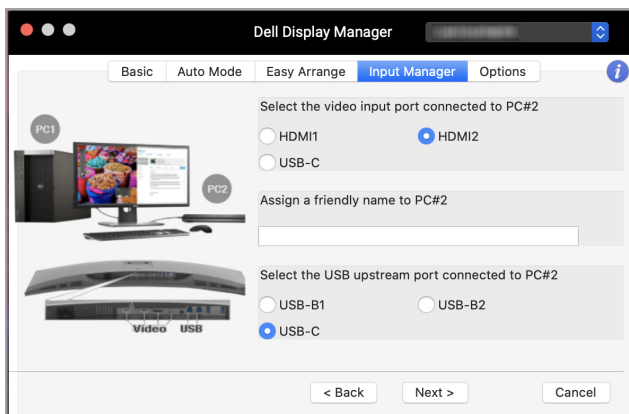 Dell Display Manager
Basic Auto Mode Easy Arrange Input Manager Options i
Select the video input port connected to PC#2
HDMI1 HDMI2
USB-C
PC1
PC2
Assign a friendly name to PC#2
Select the USB upstream port connected to PC#2
USB-B1 USB-B2
USB-C
Video USB
< Back Next > Cancel